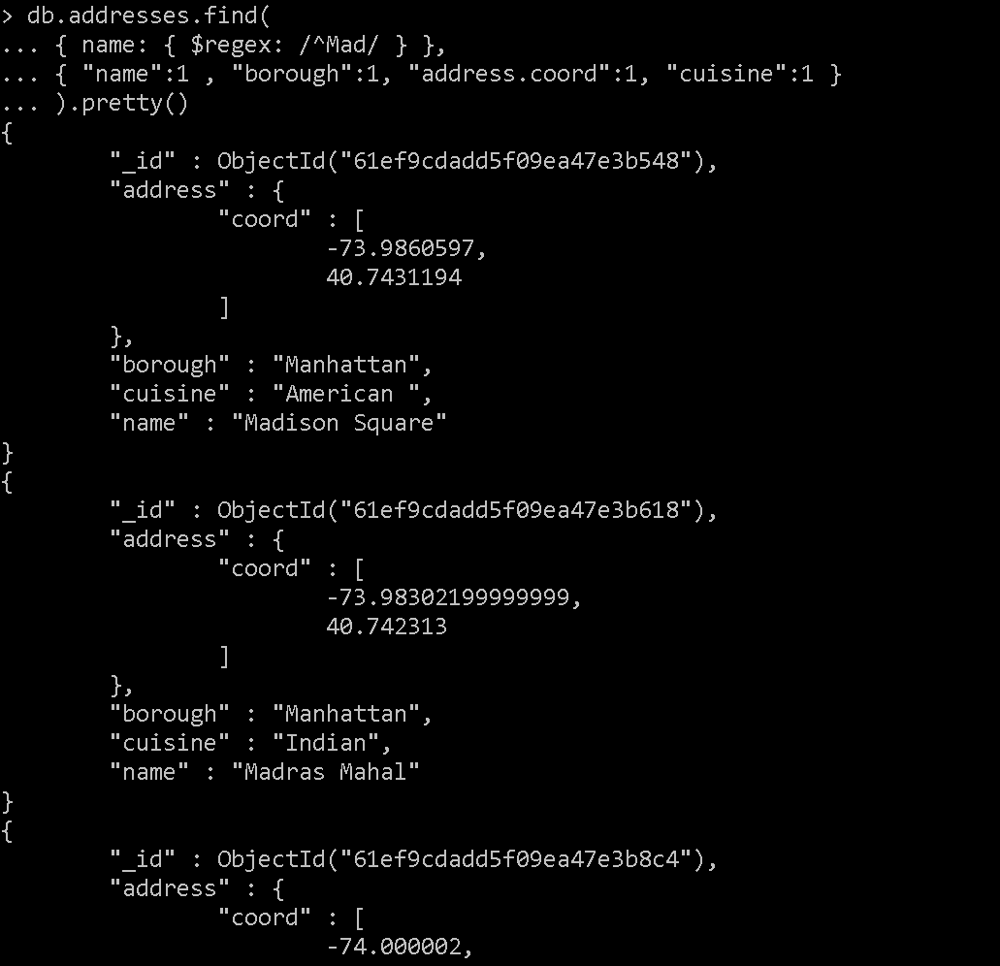 > db.addresses.find(
... { name: { $regex: /^Mad/ } },
... { "name":1 , "borough":1, "address.coord":1, "cuisine":1 }
... ).pretty()
{
        "_id" : ObjectId("61ef9cdadd5f09ea47e3b548"),
        "address" : {
                "coord" : [
                        -73.9860597,
                        40.7431194
                ]
        },
        "borough" : "Manhattan",
        "cuisine" : "American ",
        "name" : "Madison Square"
}
{
        "_id" : ObjectId("61ef9cdadd5f09ea47e3b618"),
        "address" : {
                "coord" : [
                        -73.98302199999999,
                        40.742313
                ]
        },
        "borough" : "Manhattan",
        "cuisine" : "Indian",
        "name" : "Madras Mahal"
}
{
        "_id" : ObjectId("61ef9cdadd5f09ea47e3b8c4"),
        "address" : {
                "coord" : [
                        -74.000002,